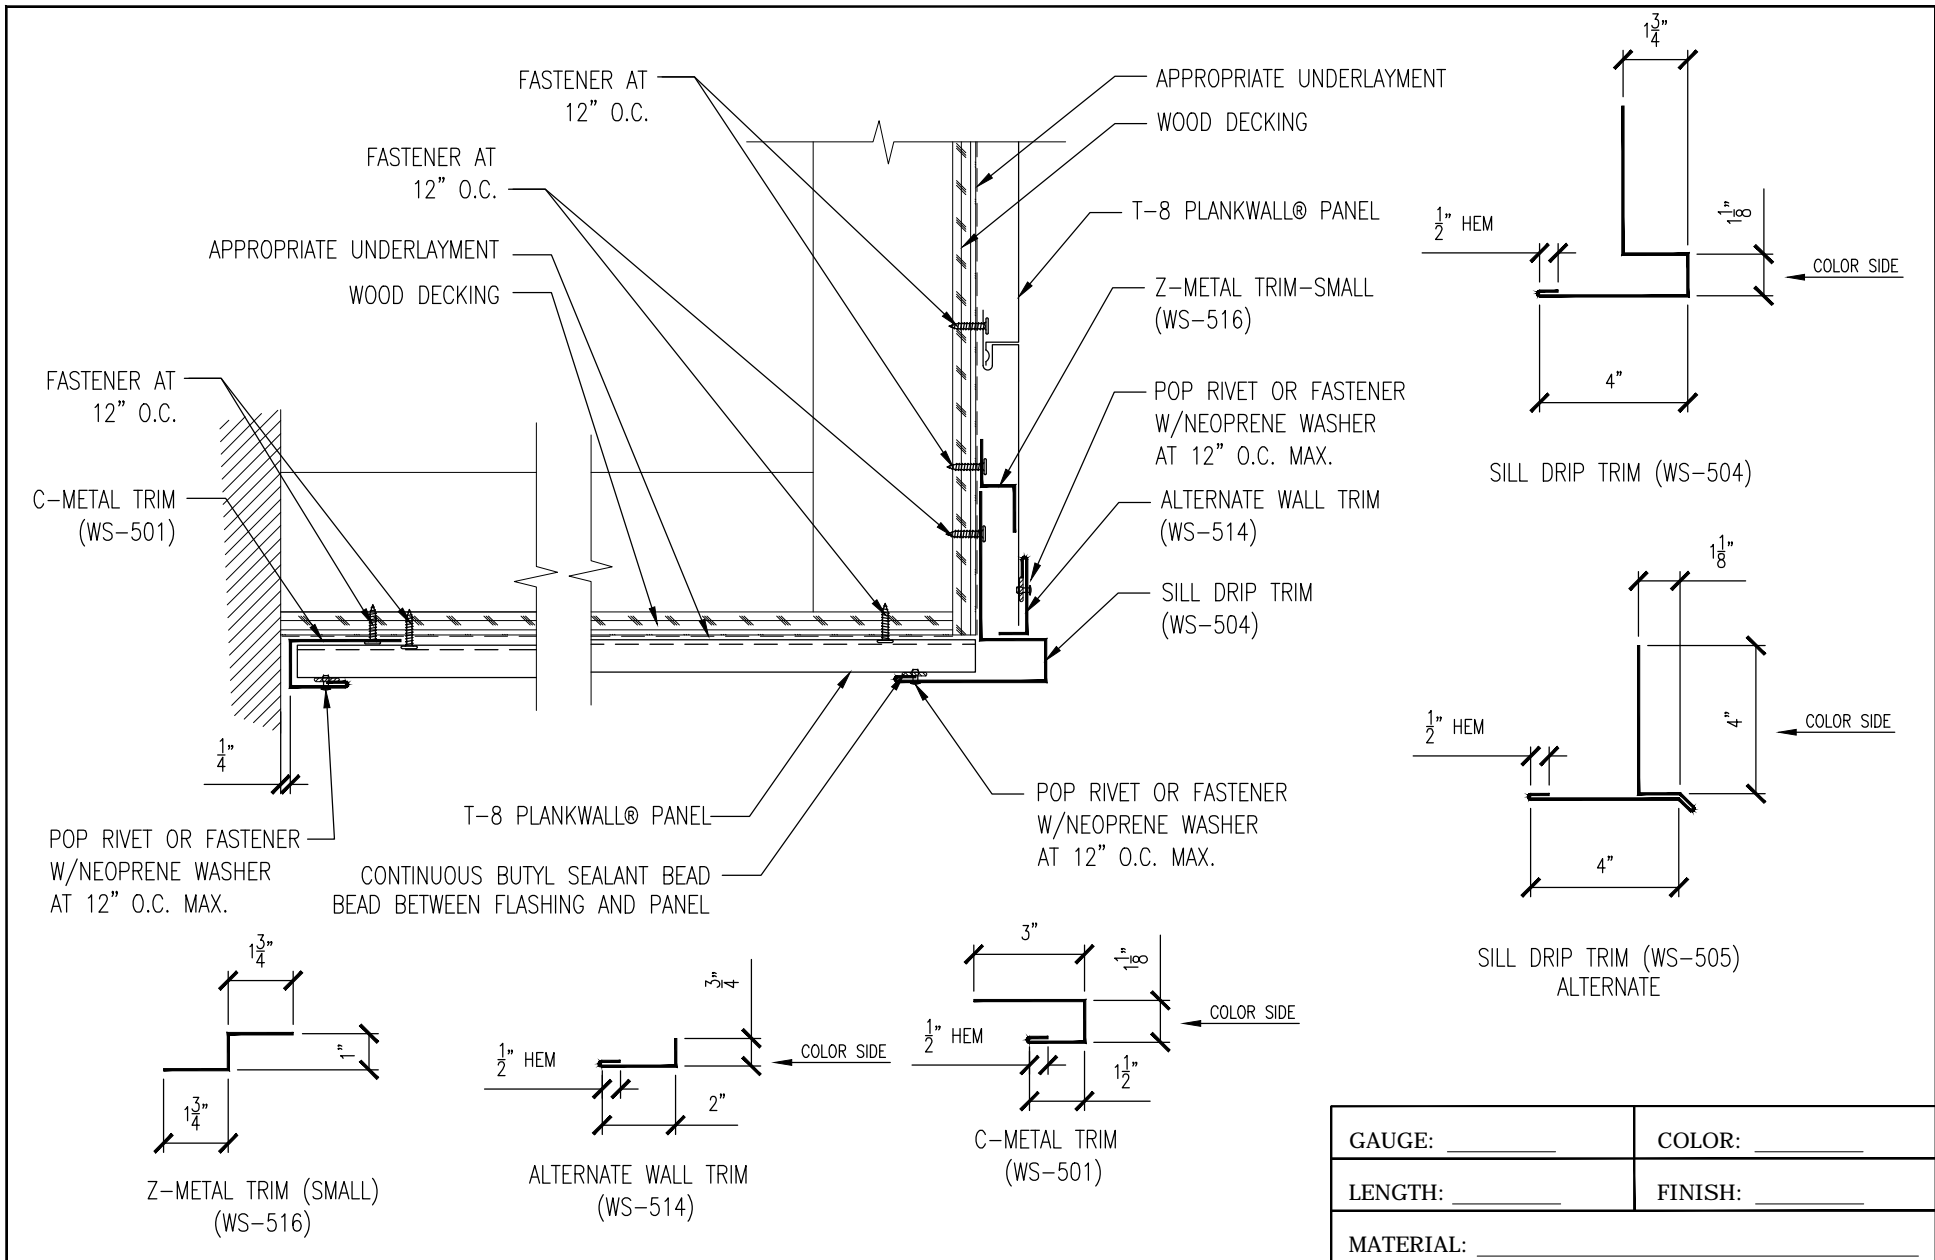 FASTENER AT
12” O.C.
FASTENER AT
12” O.C.
APPROPRIATE UNDERLAYMENT
WOOD DECKING
FASTENER AT
12” O.C.
C-METAL TRIM
(WS-501)
1/4”
POP RIVET OR FASTENER
W/NEOPRENE WASHER
AT 12” O.C. MAX.
T-8 PLANKWALL® PANEL
CONTINUOUS BUTYL SEALANT BEAD
BEAD BETWEEN FLASHING AND PANEL
APPROPRIATE UNDERLAYMENT
WOOD DECKING
T-8 PLANKWALL® PANEL
Z-METAL TRIM-SMALL
(WS-516)
POP RIVET OR FASTENER
W/NEOPRENE WASHER
AT 12” O.C. MAX.
ALTERNATE WALL TRIM
(WS-514)
SILL DRIP TRIM
(WS-504)
POP RIVET OR FASTENER
W/NEOPRENE WASHER
AT 12” O.C. MAX.
1 3/4”
1 1/8”
1/2” HEM
COLOR SIDE
4”
SILL DRIP TRIM (WS-504)
1 1/8”
1/2” HEM
4”
COLOR SIDE
4”
SILL DRIP TRIM (WS-505)
ALTERNATE
1 3/4”
1”
1 3/4”
Z-METAL TRIM (SMALL)
(WS-516)
3/4”
1/2” HEM
COLOR SIDE
2”
ALTERNATE WALL TRIM
(WS-514)
3”
1 1/8”
COLOR SIDE
1/2” HEM
1 1/2”
C-METAL TRIM
(WS-501)
GAUGE:
COLOR:
LENGTH:
FINISH:
MATERIAL: